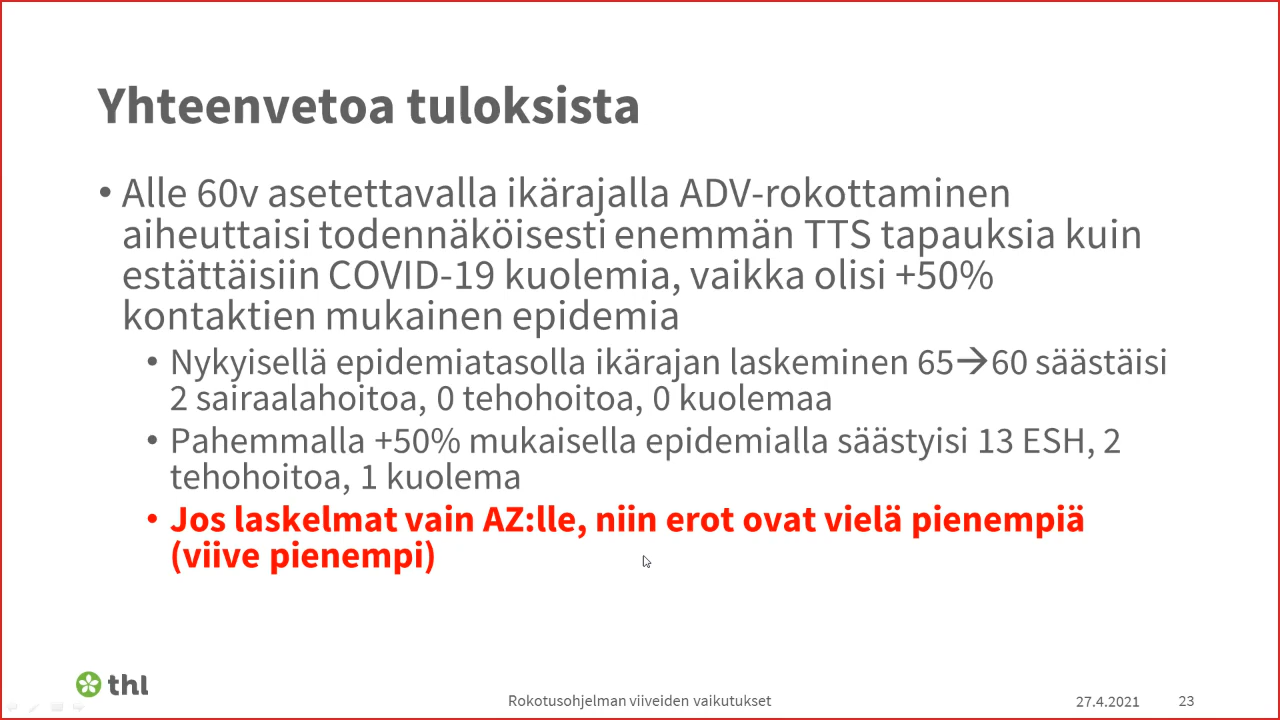 Yhteenvetoa tuloksista
• Alle 60v asetettavalla ikärajalla ADV-rokottaminen
aiheuttaisi todennäköisesti enemmän TTS tapauksia kuin
estättäisiin COVID-19 kuolemia, vaikka olisi +50%
kontaktien mukainen epidemia
• Nykyisellä epidemiatasolla ikärajan laskeminen 65→60 säästäisi
2 sairaalahoitoa, 0 tehohoitoa, 0 kuolemaa
• Pahemmalla +50% mukaisella epidemialla säästyisi 13 ESH, 2
tehohoitoa, 1 kuolema
• Jos laskelmat vain AZ:lle, niin erot ovat vielä pienempiä
(viive pienempi)
thl
Rokotusohjelman viiveiden vaikutukset
27.4.2021
23